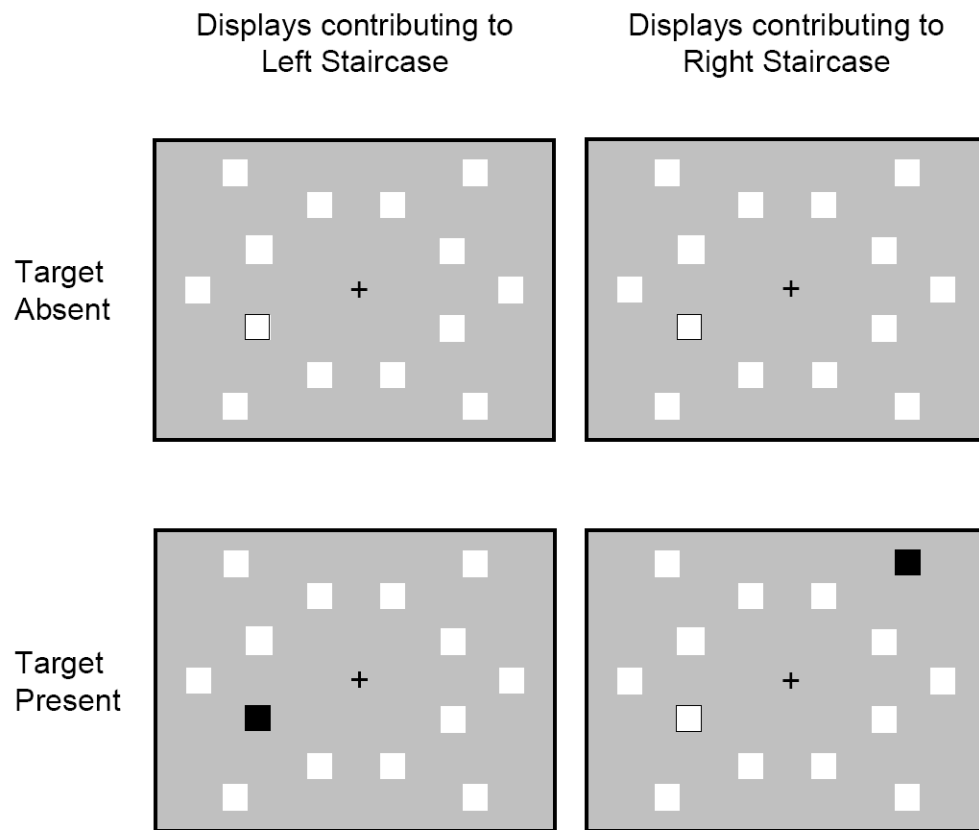 Displays contributing to
Left Staircase
Displays contributing to
Right Staircase
Target
Absent
Target
Present